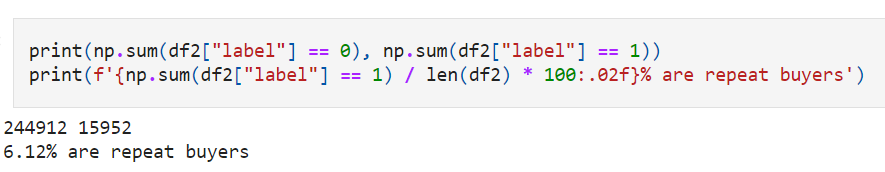 print(np.sum(df2["label"] == 0), np.sum(df2["label"] == 1))
print(f'{np.sum(df2["label"] == 1) / len(df2) * 100:.02f}% are repeat buyers')
244912 15952
6.12% are repeat buyers